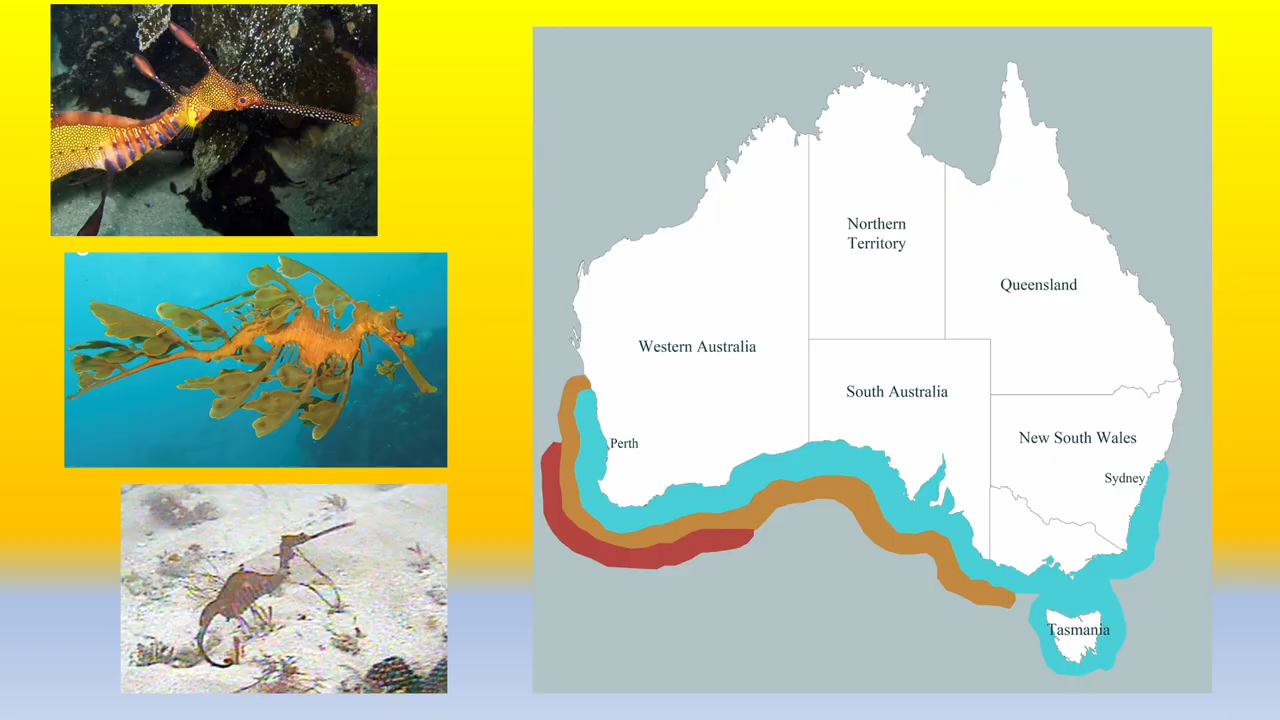 Northern
Territory
Queensland
Western Australia
South Australia
New South Wales
Perth
Sydney
Tasmania